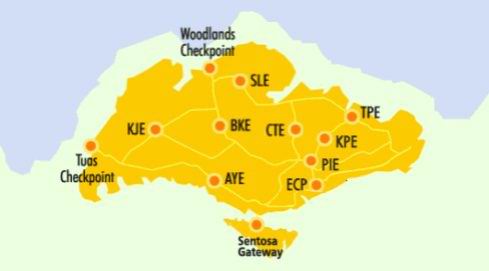 Woodlands
Checkpoint
SLE
TPE
KJE
BKE
CTE
KPE
PIE
Tuas
Checkpoint
AYE
ECP
Sentosa
Gateway